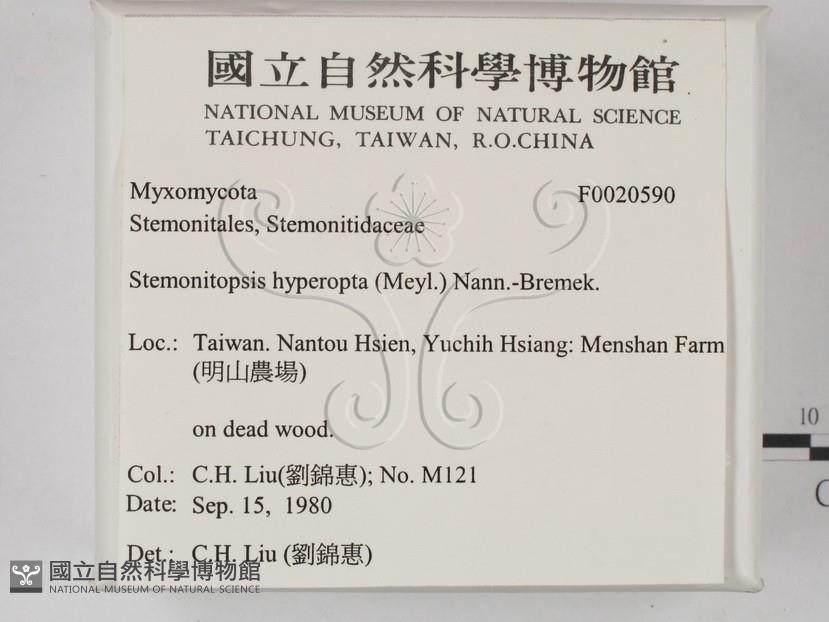 國立自然科學博物館
NATIONAL MUSEUM OF NATURAL SCIENCE
TAICHUNG, TAIWAN, R.O.CHINA
Myxomycota F0020590
Stemonitales, Stemonitidaceae
Stemonitopsis hyperopta (Meyl.) Nann.-Bremek.
Loc.: Taiwan. Nantou Hsien, Yuchih Hsiang: Menshan Farm
(明山農場)
on dead wood.
10
Col.: C.H. Liu(劉錦惠); No. M121
Date: Sep. 15, 1980
Det.: C.H. Liu (劉錦惠)
國立自然科學博物館
NATIONAL MUSEUM OF NATURAL SCIENCE